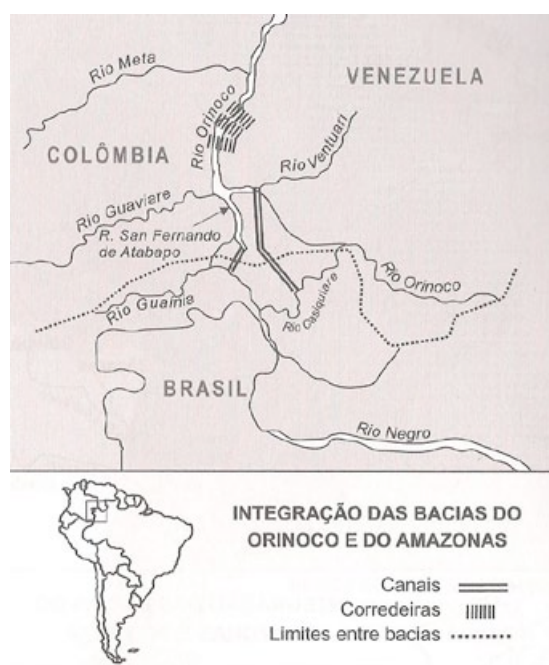 Rio Meta
VENEZUELA
Rio Orinoco
COLÔMBIA
Rio Ventuari
Rio Guaviare
R. San Fernando
de Atabapo
Rio Orinoco
Rio Guainia
Rio Casiquiare
BRASIL
Rio Negro
INTEGRAÇÃO DAS BACIAS DO
ORINOCO E DO AMAZONAS
Canais
Corredeiras
Limites entre bacias